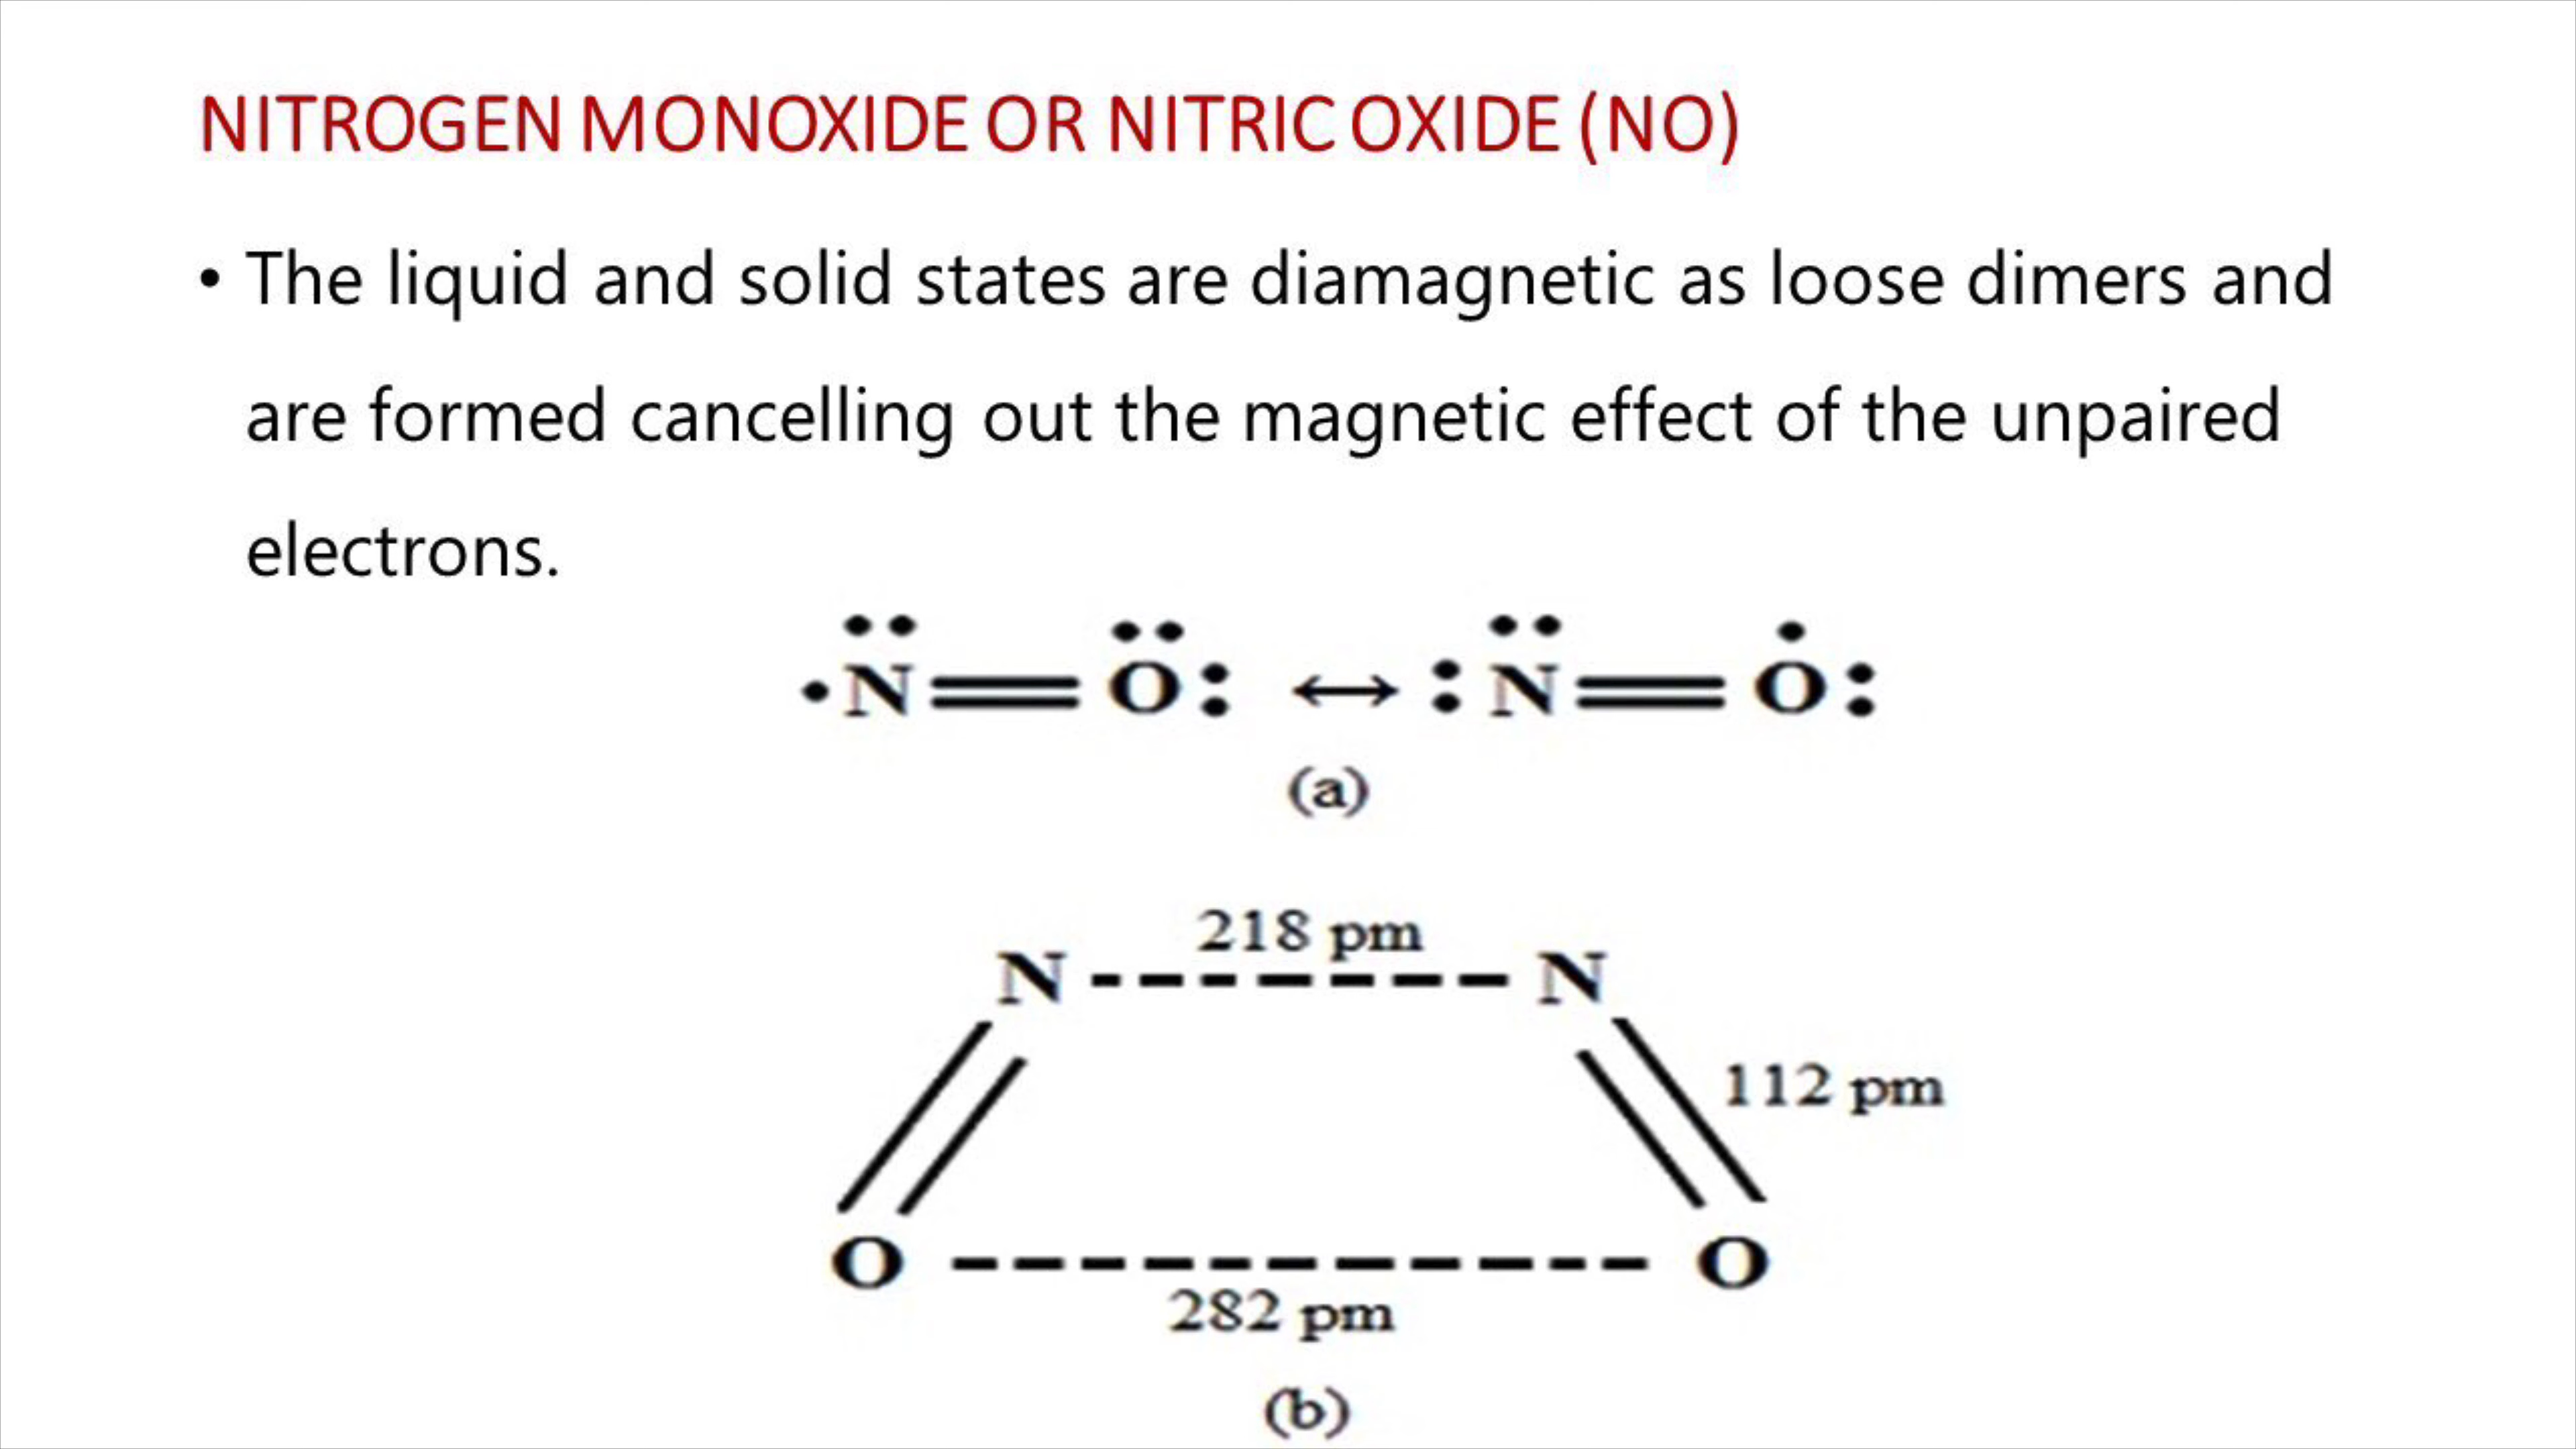 NITROGEN MONOXIDE OR NITRIC OXIDE (NO)
• The liquid and solid states are diamagnetic as loose dimers and
are formed cancelling out the magnetic effect of the unpaired
electrons.
N O N O
(a)
218 pm
N N
112 pm
O O
282 pm
(b)